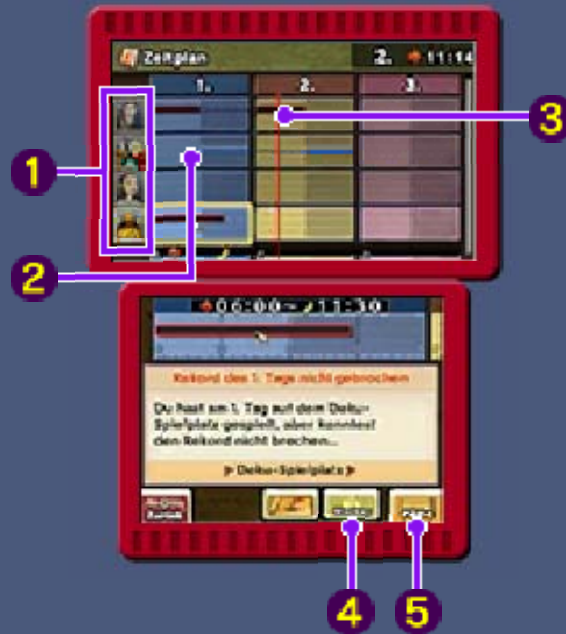 Zeitplan 2. 11:14
1. 2. 3.
1
2
3
06:00~ 11:30
Rekord des 1. Tags nicht gebrochen
Du hast am 1. Tag auf dem Deku-
Spielplatz gespielt, aber konntest
den Rekord nicht brechen...
Deku-Spielplatz
4
5